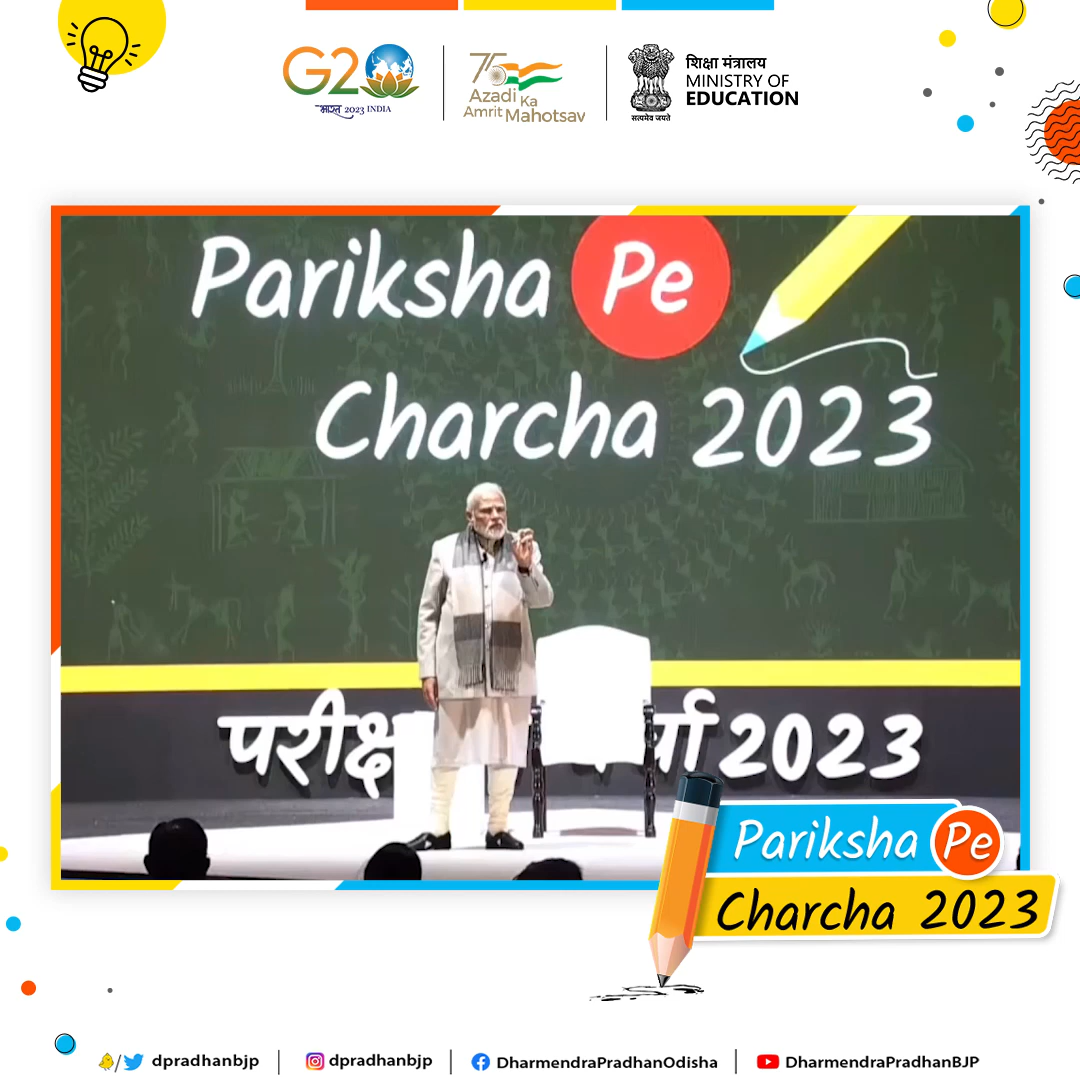 G20
भारत 2023 INDIA
75
Azadi Ka
Amrit Mahotsav
सत्यमेव जयते
शिक्षा मंत्रालय
MINISTRY OF
EDUCATION
Pariksha Pe
Charcha 2023
2023
Pariksha Pe
Charcha 2023
dpradhanbjp
dpradhanbjp
DharmendraPradhanOdisha
DharmendraPradhanBJP